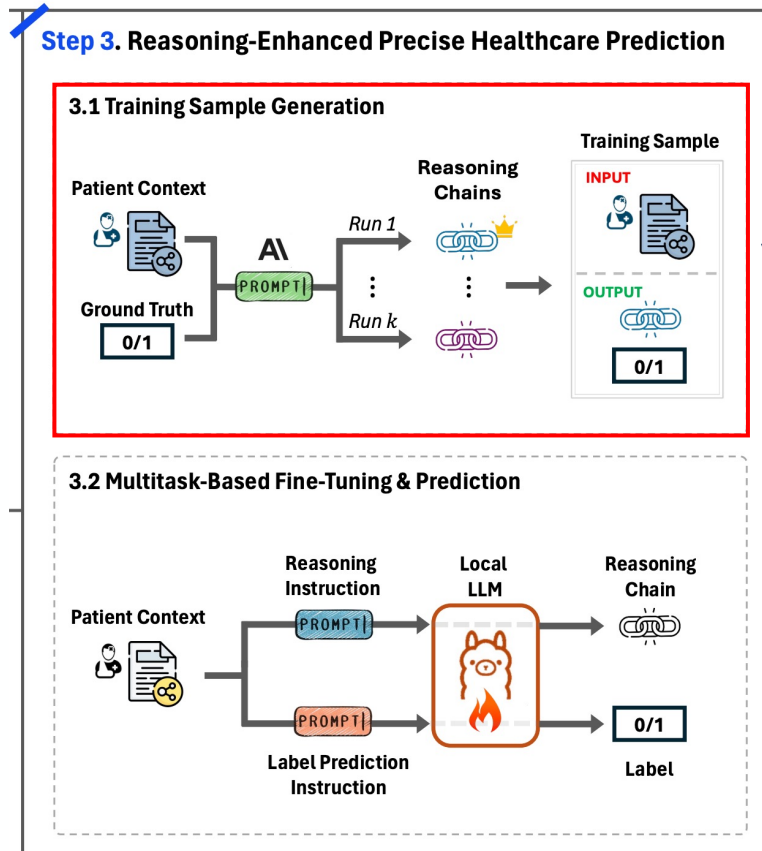 Step 3. Reasoning-Enhanced Precise Healthcare Prediction
3.1 Training Sample Generation
Training Sample
Patient Context
Reasoning
Chains
INPUT
Run 1
A\
PROMPT
Ground Truth
0/1
Run k
OUTPUT
0/1
3.2 Multitask-Based Fine-Tuning & Prediction
Reasoning
Instruction
Local
LLM
Reasoning
Chain
Patient Context
PROMPT
PROMPT
0/1
Label Prediction
Instruction
Label